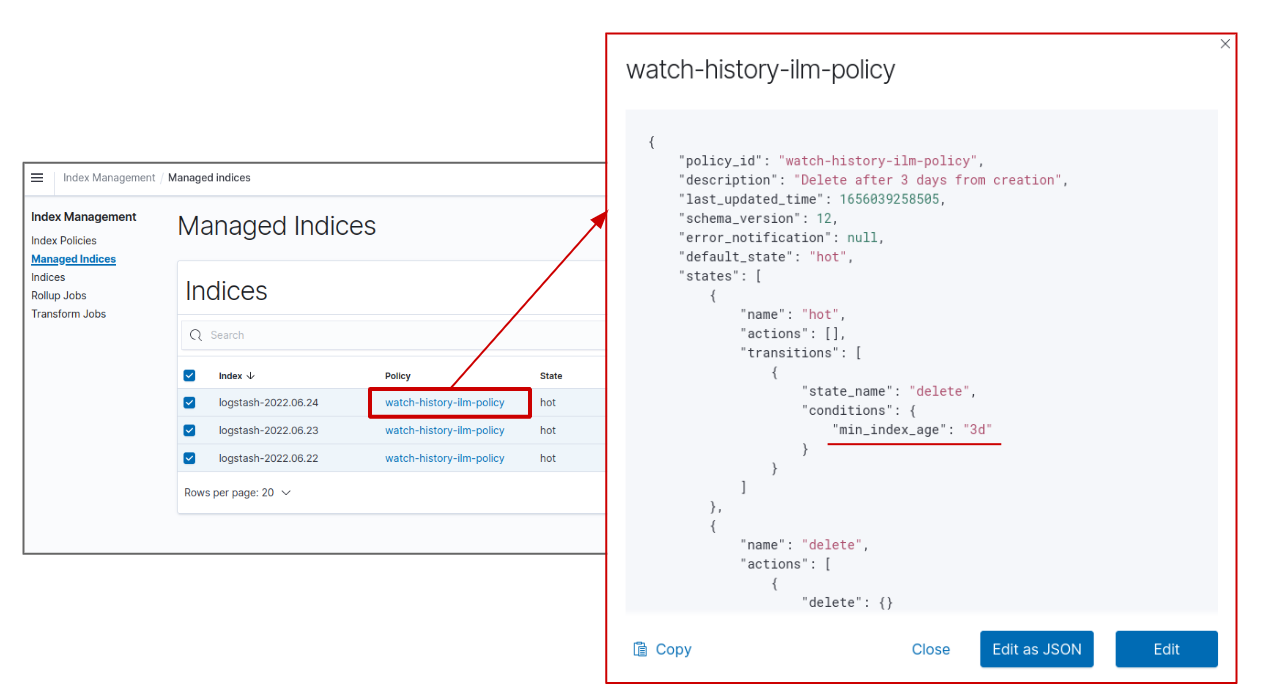 Index Management / Managed indices
Index Management
Index Policies
Managed Indices
Indices
Rollup Jobs
Transform Jobs
Managed Indices
Indices
Search
Index Policy State
logstash-2022.06.24 watch-history-ilm-policy hot
logstash-2022.06.23 watch-history-ilm-policy hot
logstash-2022.06.22 watch-history-ilm-policy hot
Rows per page: 20
watch-history-ilm-policy
{
    "policy_id": "watch-history-ilm-policy",
    "description": "Delete after 3 days from creation",
    "last_updated_time": 1656039258505,
    "schema_version": 12,
    "error_notification": null,
    "default_state": "hot",
    "states": [
        {
            "name": "hot",
            "actions": [],
            "transitions": [
                {
                    "state_name": "delete",
                    "conditions": {
                        "min_index_age": "3d"
                    }
                }
            ]
        },
        {
            "name": "delete",
            "actions": [
                {
                    "delete": {}
Copy Close Edit as JSON Edit